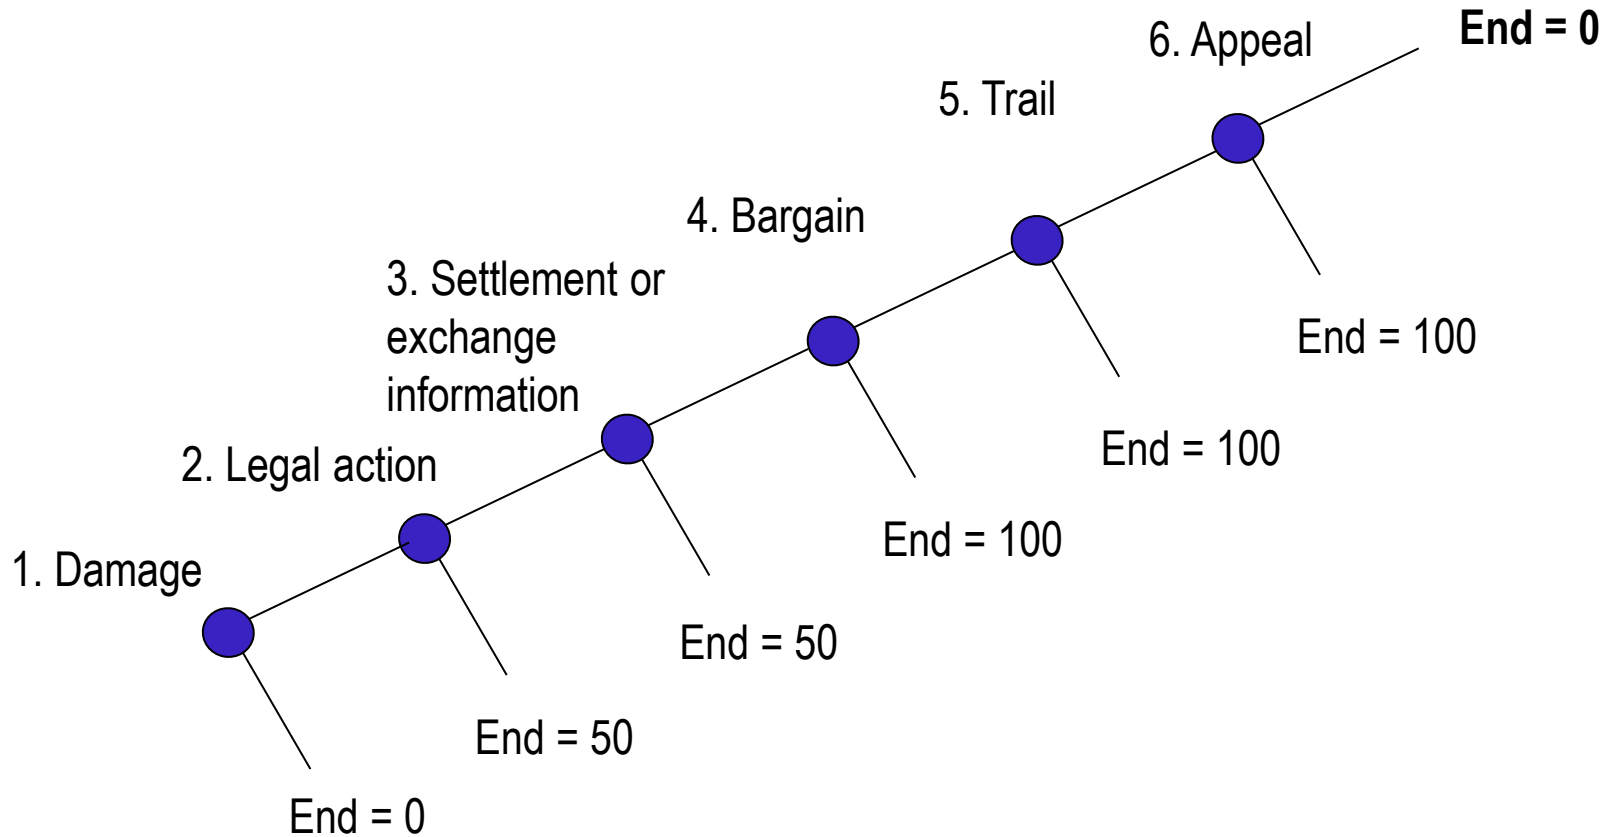 End = 0
6. Appeal
5. Trail
4. Bargain
3. Settlement or
exchange
information
2. Legal action
1. Damage
End = 100
End = 100
End = 100
End = 50
End = 50
End = 0